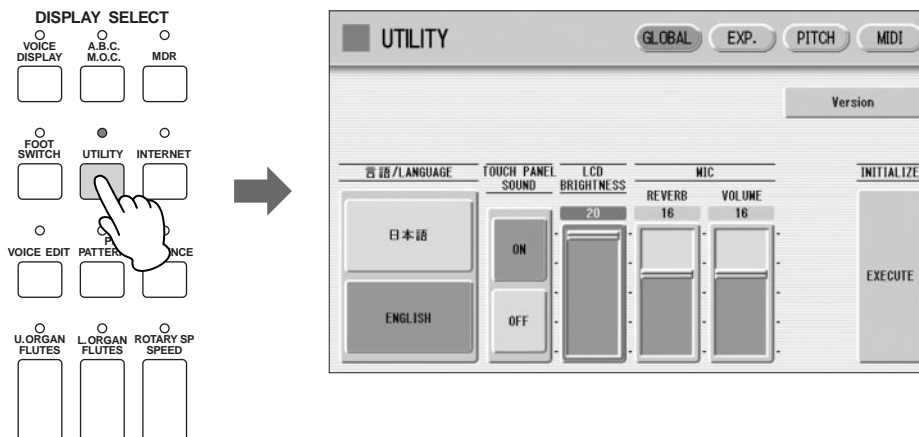 DISPLAY SELECT
VOICE DISPLAY
A.B.C. M.O.C.
MDR
FOOT SWITCH
UTILITY
INTERNET
VOICE EDIT
U.ORGAN FLUTES
L.ORGAN FLUTES
ROTARY SP SPEED
UTILITY
GLOBAL
EXP.
PITCH
MIDI
Version
言語/LANGUAGE
TOUCH PANEL SOUND
LCD BRIGHTNESS
MIC
INITIALIZE
REVERB
VOLUME
20
16
16
日本語
ON
EXECUTE
ENGLISH
OFF